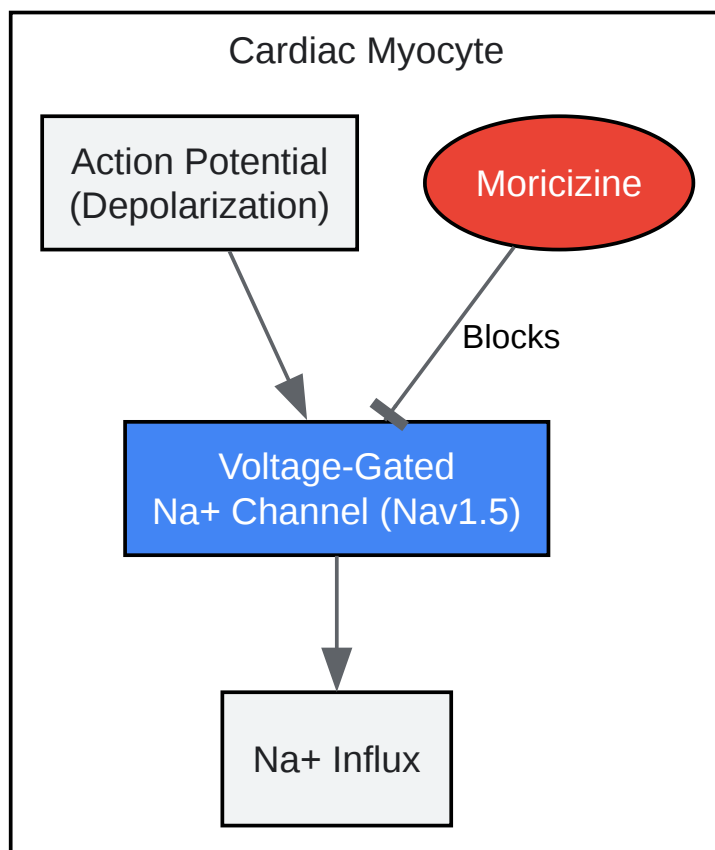 Cardiac Myocyte
Action Potential
(Depolarization)
Moricizine
Blocks
Voltage-Gated
Na+ Channel (Nav1.5)
Na+ Influx